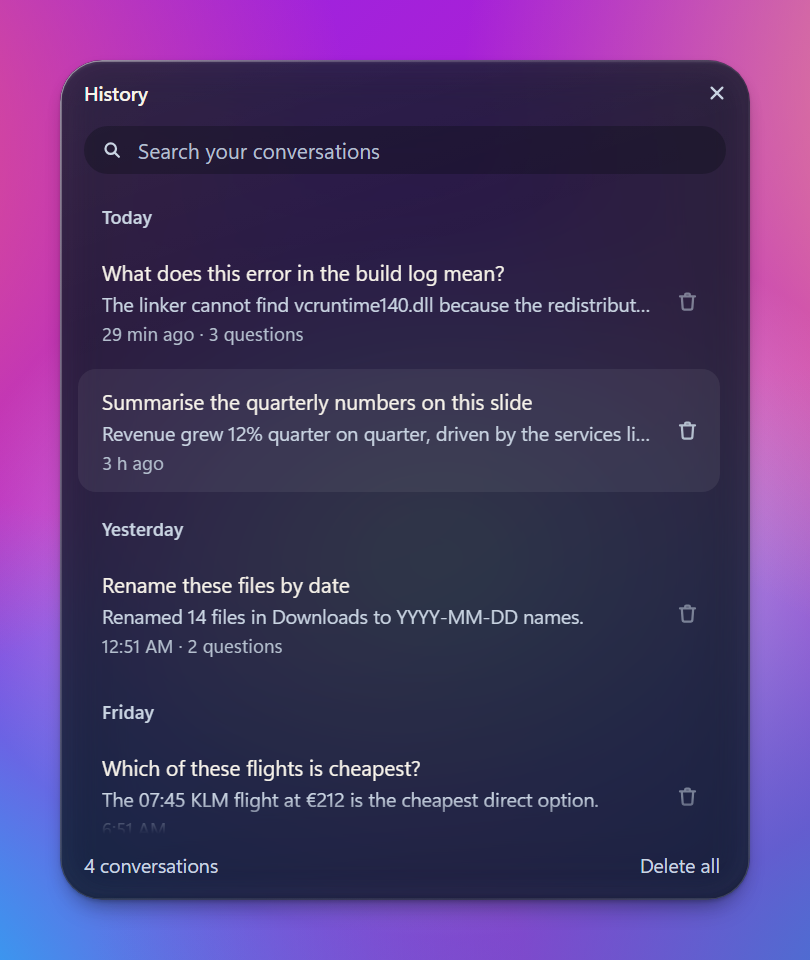 History
Search your conversations
Today
What does this error in the build log mean?
The linker cannot find vcruntime140.dll because the redistribut...
29 min ago · 3 questions
Summarise the quarterly numbers on this slide
Revenue grew 12% quarter on quarter, driven by the services li...
3 h ago
Yesterday
Rename these files by date
Renamed 14 files in Downloads to YYYY-MM-DD names.
12:51 AM · 2 questions
Friday
Which of these flights is cheapest?
The 07:45 KLM flight at €212 is the cheapest direct option.
6:51 AM
4 conversations
Delete all